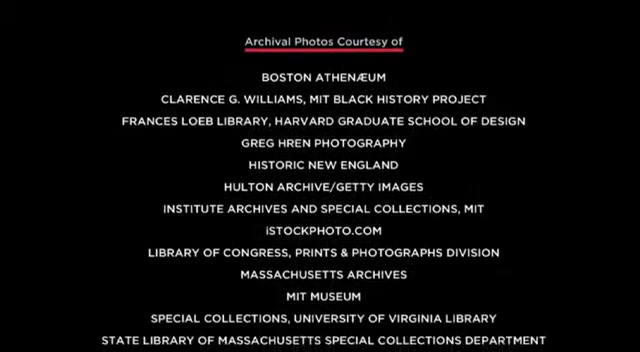 Archival Photos Courtesy of
BOSTON ATHENÆUM
CLARENCE G. WILLIAMS, MIT BLACK HISTORY PROJECT
FRANCES LOEB LIBRARY, HARVARD GRADUATE SCHOOL OF DESIGN
GREG HREN PHOTOGRAPHY
HISTORIC NEW ENGLAND
HULTON ARCHIVE/GETTY IMAGES
INSTITUTE ARCHIVES AND SPECIAL COLLECTIONS, MIT
iSTOCKPHOTO.COM
LIBRARY OF CONGRESS, PRINTS & PHOTOGRAPHS DIVISION
MASSACHUSETTS ARCHIVES
MIT MUSEUM
SPECIAL COLLECTIONS, UNIVERSITY OF VIRGINIA LIBRARY
STATE LIBRARY OF MASSACHUSETTS SPECIAL COLLECTIONS DEPARTMENT